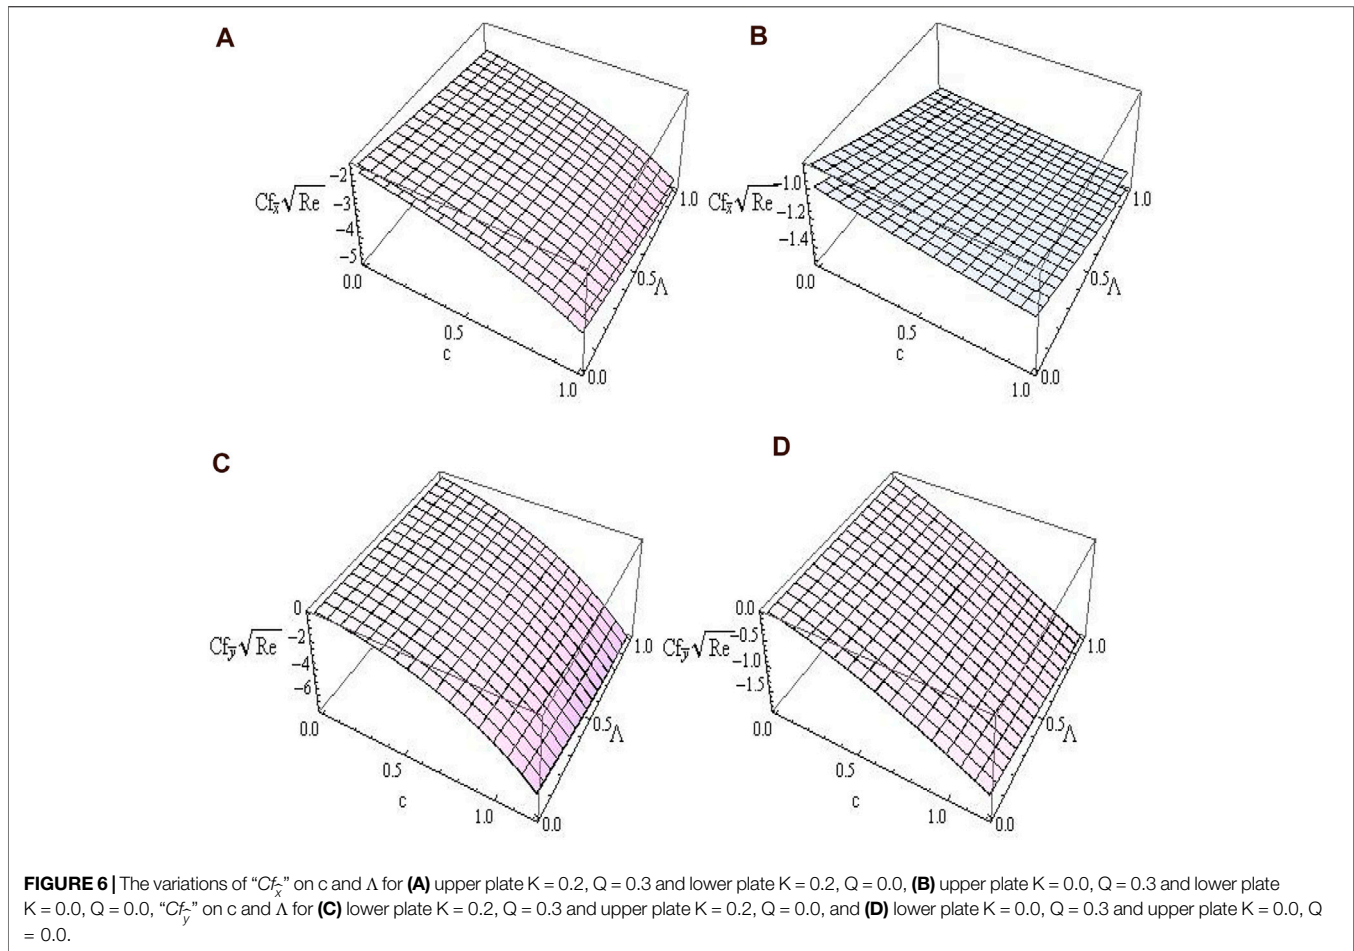 A
B
−2
−3
−4
−5
Cf_x̂ √Re
0.0
0.5
c
1.0
0.0
0.5
Λ
1.0
−1.0
−1.2
−1.4
Cf_x̂ √Re
0.0
0.5
c
1.0
0.0
0.5
Λ
1.0
C
D
0
−2
−4
−6
Cf_ŷ √Re
0.0
0.5
c
1.0
0.0
0.5
Λ
1.0
0.0
−0.5
−1.0
−1.5
Cf_ŷ √Re
0.0
0.5
c
1.0
0.0
0.5
Λ
1.0
FIGURE 6 | The variations of “Cf_x̂” on c and Λ for (A) upper plate K = 0.2, Q = 0.3 and lower plate K = 0.2, Q = 0.0, (B) upper plate K = 0.0, Q = 0.3 and lower plate
K = 0.0, Q = 0.0, “Cf_ŷ” on c and Λ for (C) lower plate K = 0.2, Q = 0.3 and upper plate K = 0.2, Q = 0.0, and (D) lower plate K = 0.0, Q = 0.3 and upper plate K = 0.0, Q
= 0.0.